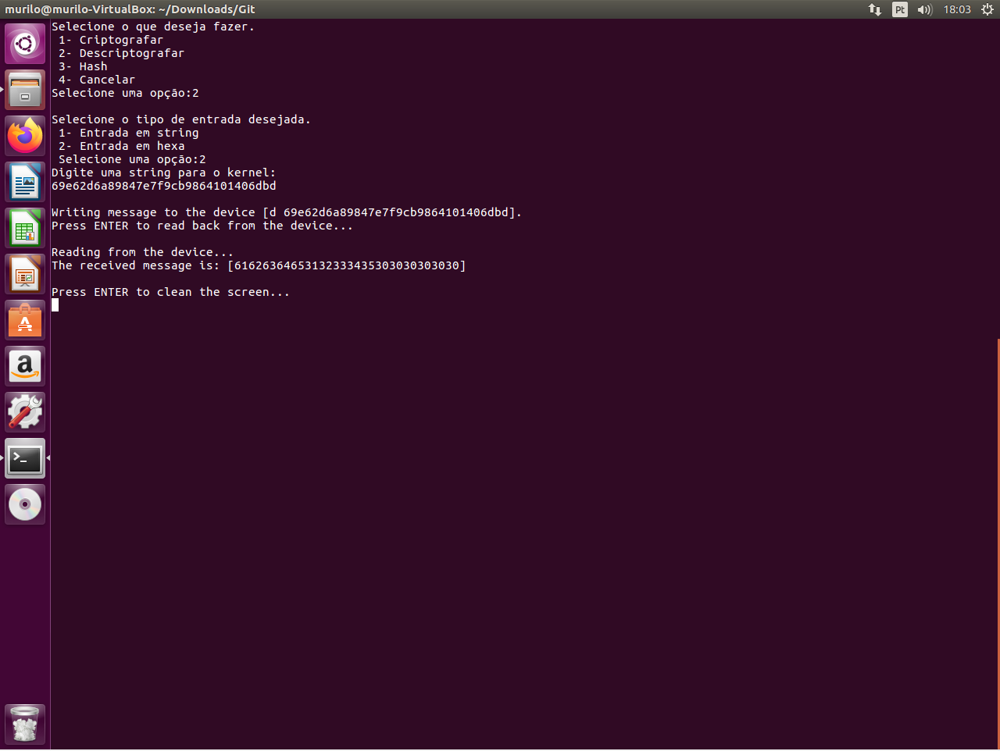 murilo@murilo-VirtualBox: ~/Downloads/Git
Pt
18:03
Selecione o que deseja fazer.
1- Criptografar
2- Descriptografar
3- Hash
4- Cancelar
Selecione uma opção:2
Selecione o tipo de entrada desejada.
1- Entrada em string
2- Entrada em hexa
Selecione uma opção:2
Digite uma string para o kernel:
69e62d6a89847e7f9cb9864101406dbd
Writing message to the device [d 69e62d6a89847e7f9cb9864101406dbd].
Press ENTER to read back from the device...
Reading from the device...
The received message is: [61626364653132333435303030303030]
Press ENTER to clean the screen...